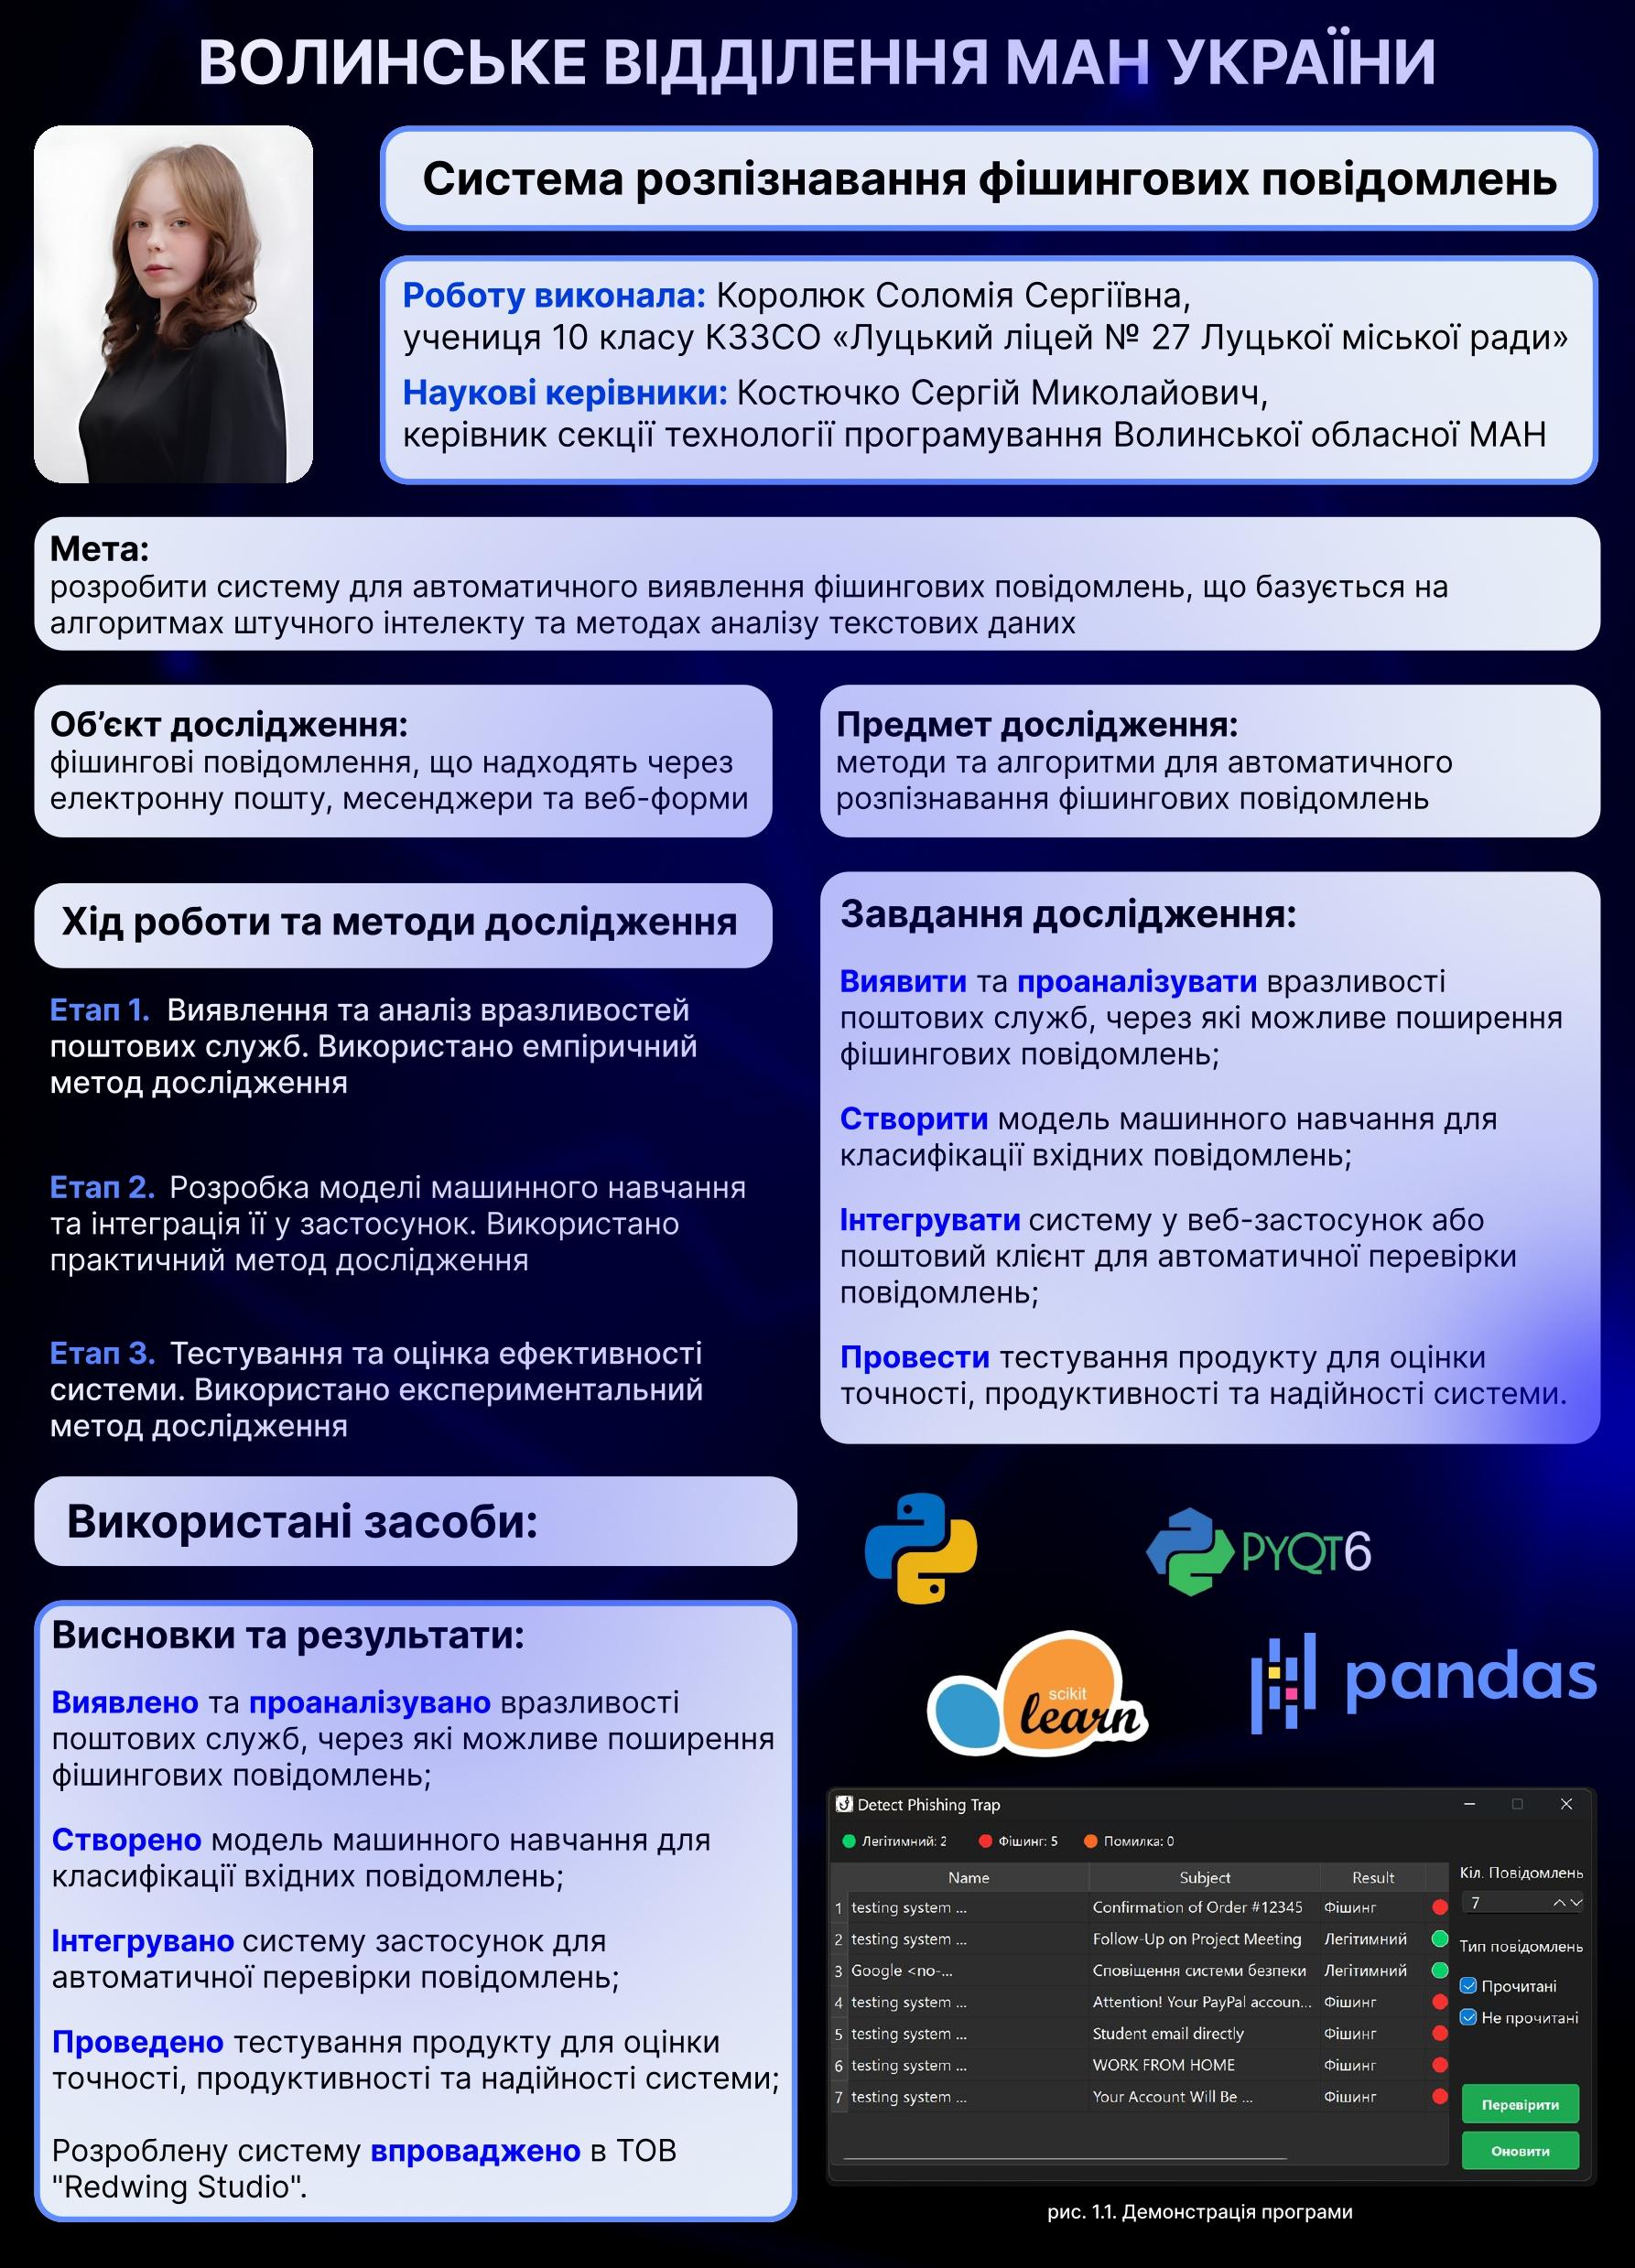 ВОЛИНСЬКЕ ВІДДІЛЕННЯ МАН УКРАЇНИ
Система розпізнавання фішингових повідомлень
Роботу виконала: Королюк Соломія Сергіївна,
учениця 10 класу КЗЗСО «Луцький ліцей № 27 Луцької міської ради»
Наукові керівники: Костючко Сергій Миколайович,
керівник секції технології програмування Волинської обласної МАН
Мета:
розробити систему для автоматичного виявлення фішингових повідомлень, що базується на
алгоритмах штучного інтелекту та методах аналізу текстових даних
Об’єкт дослідження:
фішингові повідомлення, що надходять через
електронну пошту, месенджери та веб-форми
Предмет дослідження:
методи та алгоритми для автоматичного
розпізнавання фішингових повідомлень
Хід роботи та методи дослідження
Етап 1. Виявлення та аналіз вразливостей
поштових служб. Використано емпіричний
метод дослідження
Етап 2. Розробка моделі машинного навчання
та інтеграція її у застосунок. Використано
практичний метод дослідження
Етап 3. Тестування та оцінка ефективності
системи. Використано експериментальний
метод дослідження
Завдання дослідження:
Виявити та проаналізувати вразливості
поштових служб, через які можливе поширення
фішингових повідомлень;
Створити модель машинного навчання для
класифікації вхідних повідомлень;
Інтегрувати систему у веб-застосунок або
поштовий клієнт для автоматичної перевірки
повідомлень;
Провести тестування продукту для оцінки
точності, продуктивності та надійності системи.
Використані засоби:
PYQT6
scikit
learn
pandas
Висновки та результати:
Виявлено та проаналізувано вразливості
поштових служб, через які можливе поширення
фішингових повідомлень;
Створено модель машинного навчання для
класифікації вхідних повідомлень;
Інтегрувано систему застосунок для
автоматичної перевірки повідомлень;
Проведено тестування продукту для оцінки
точності, продуктивності та надійності системи;
Розроблену систему впроваджено в ТОВ
"Redwing Studio".
Detect Phishing Trap
Легітимний: 2 Фішинг: 5 Помилка: 0
Name Subject Result
1 testing system ... Confirmation of Order #12345 Фішинг
2 testing system ... Follow-Up on Project Meeting Легітимний
3 Google <no-... Сповіщення системи безпеки Легітимний
4 testing system ... Attention! Your PayPal accoun... Фішинг
5 testing system ... Student email directly Фішинг
6 testing system ... WORK FROM HOME Фішинг
7 testing system ... Your Account Will Be ... Фішинг
Кіл. Повідомлень
7
Тип повідомлень
Прочитані
Не прочитані
Перевірити
Оновити
рис. 1.1. Демонстрація програми